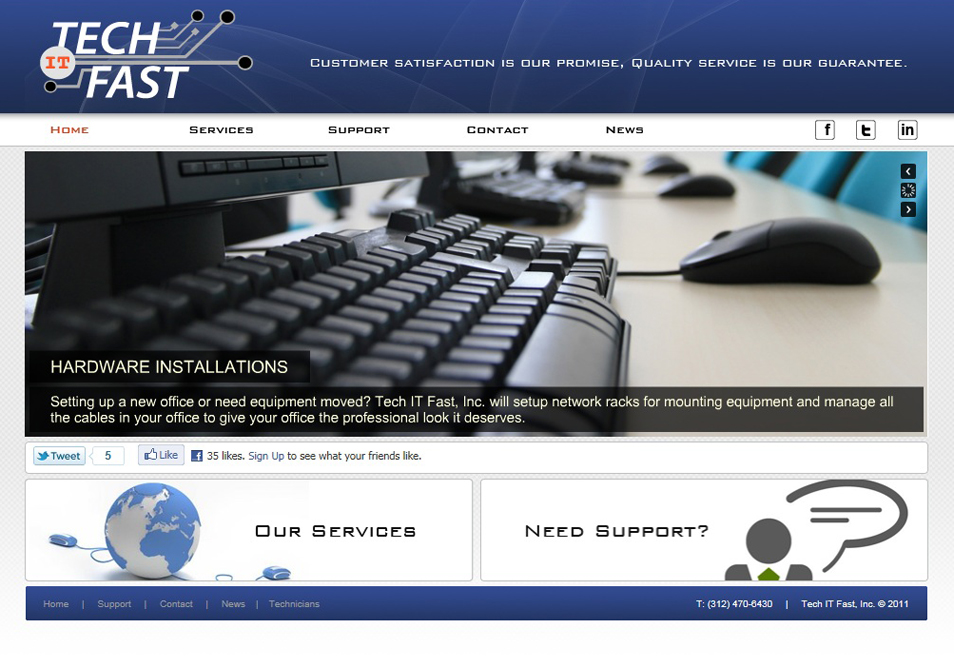 TECH
IT
FAST
Customer satisfaction is our promise, Quality service is our guarantee.
Home Services Support Contact News f t in
HARDWARE INSTALLATIONS
Setting up a new office or need equipment moved? Tech IT Fast, Inc. will setup network racks for mounting equipment and manage all
the cables in your office to give your office the professional look it deserves.
Tweet 5 Like f 35 likes. Sign Up to see what your friends like.
Our Services Need Support?
Home | Support | Contact | News | Technicians T: (312) 470-6430 | Tech IT Fast, Inc. © 2011